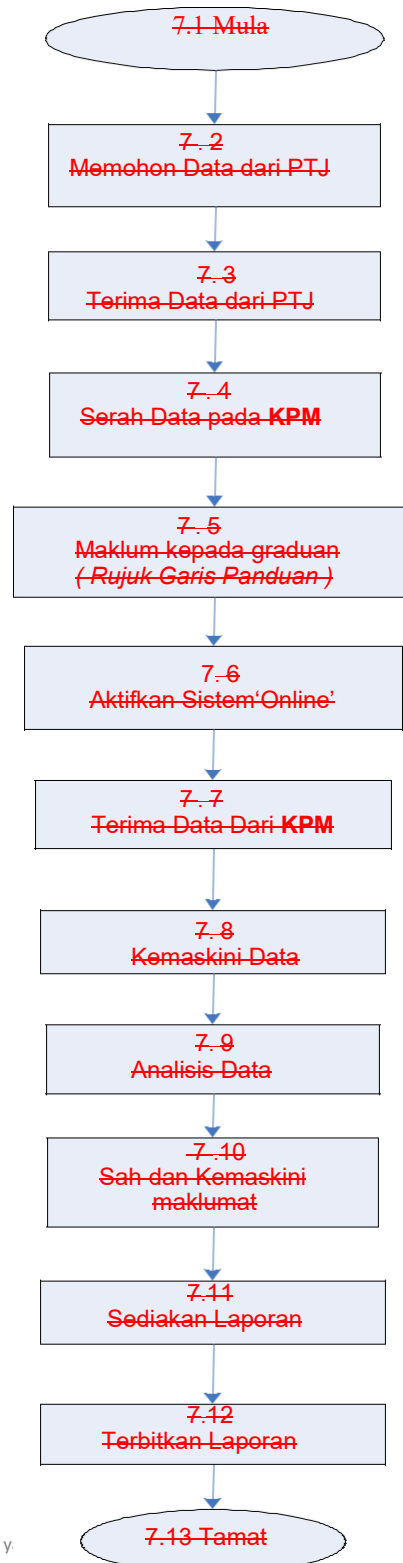 7.1 Mula
7. 2
Memohon Data dari PTJ
7. 3
Terima Data dari PTJ
7. 4
Serah Data pada KPM
7. 5
Maklum kepada graduan
( Rujuk Garis Panduan )
7. 6
Aktifkan Sistem‘Online’
7. 7
Terima Data Dari KPM
7. 8
Kemaskini Data
7. 9
Analisis Data
7 .10
Sah dan Kemaskini
maklumat
7.11
Sediakan Laporan
7.12
Terbitkan Laporan
7.13 Tamat